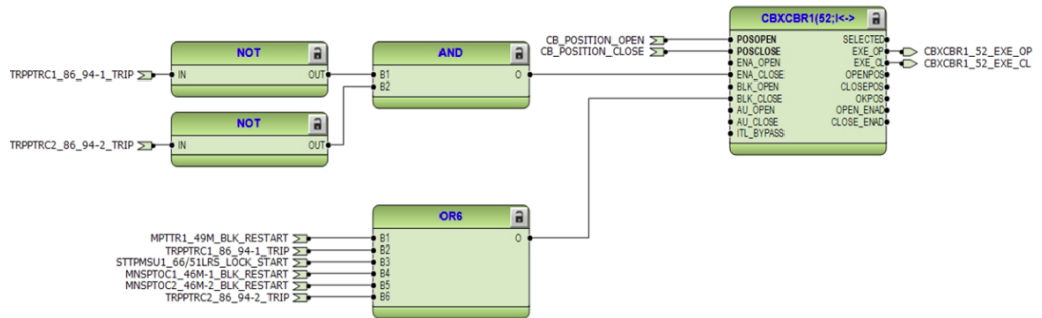 CBXCBR1(52;I<->
CB_POSITION_OPEN
CB_POSITION_CLOSE
POSOPEN
POSCLOSE
ENA_OPEN
ENA_CLOSE
BLK_OPEN
BLK_CLOSE
AU_OPEN
AU_CLOSE
ITL_BYPASS
SELECTED
EXE_OP
EXE_CL
OPENPOS
CLOSEPOS
OKPOS
OPEN_ENAD
CLOSE_ENAD
CBXCBR1_52_EXE_OP
CBXCBR1_52_EXE_CL
NOT
TRPPTRC1_86_94-1_TRIP
IN
OUT
AND
B1
B2
O
NOT
TRPPTRC2_86_94-2_TRIP
IN
OUT
OR6
MPTTR1_49M_BLK_RESTART
TRPPTRC1_86_94-1_TRIP
STTPMSU1_66/51LRS_LOCK_START
MNSPTOC1_46M-1_BLK_RESTART
MNSPTOC2_46M-2_BLK_RESTART
TRPPTRC2_86_94-2_TRIP
B1
B2
B3
B4
B5
B6
O